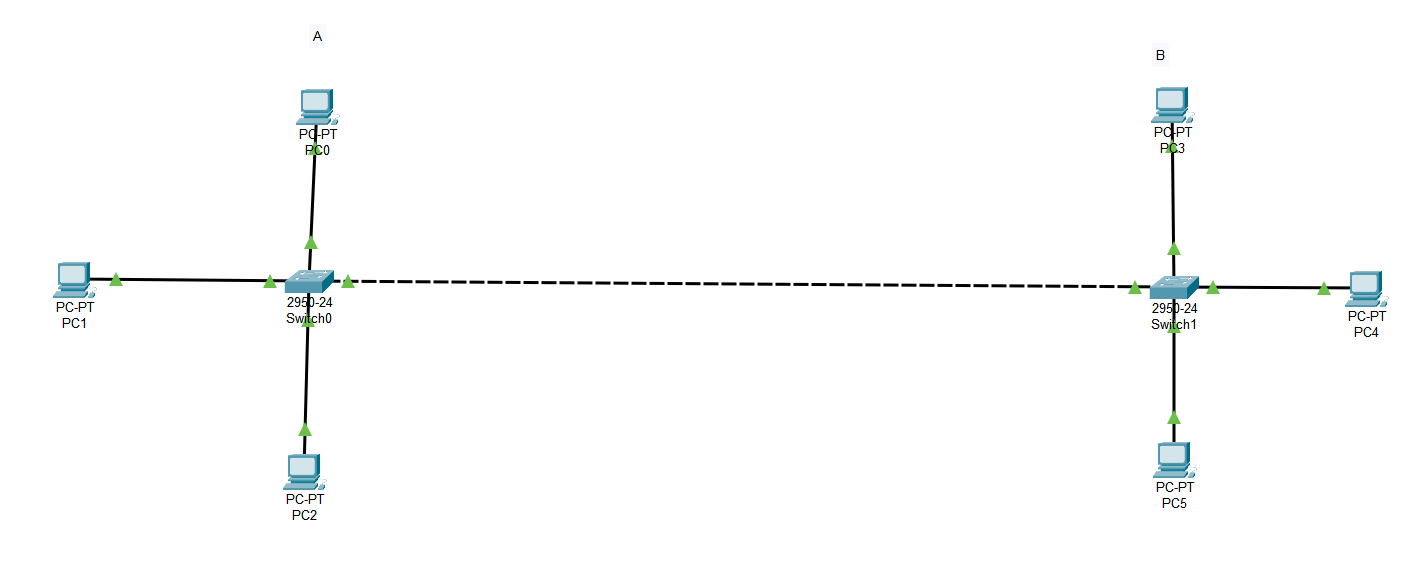 A
B
PC-PT
PC0
PC-PT
PC3
PC-PT
PC1
2950-24
Switch0
2950-24
Switch1
PC-PT
PC4
PC-PT
PC2
PC-PT
PC5